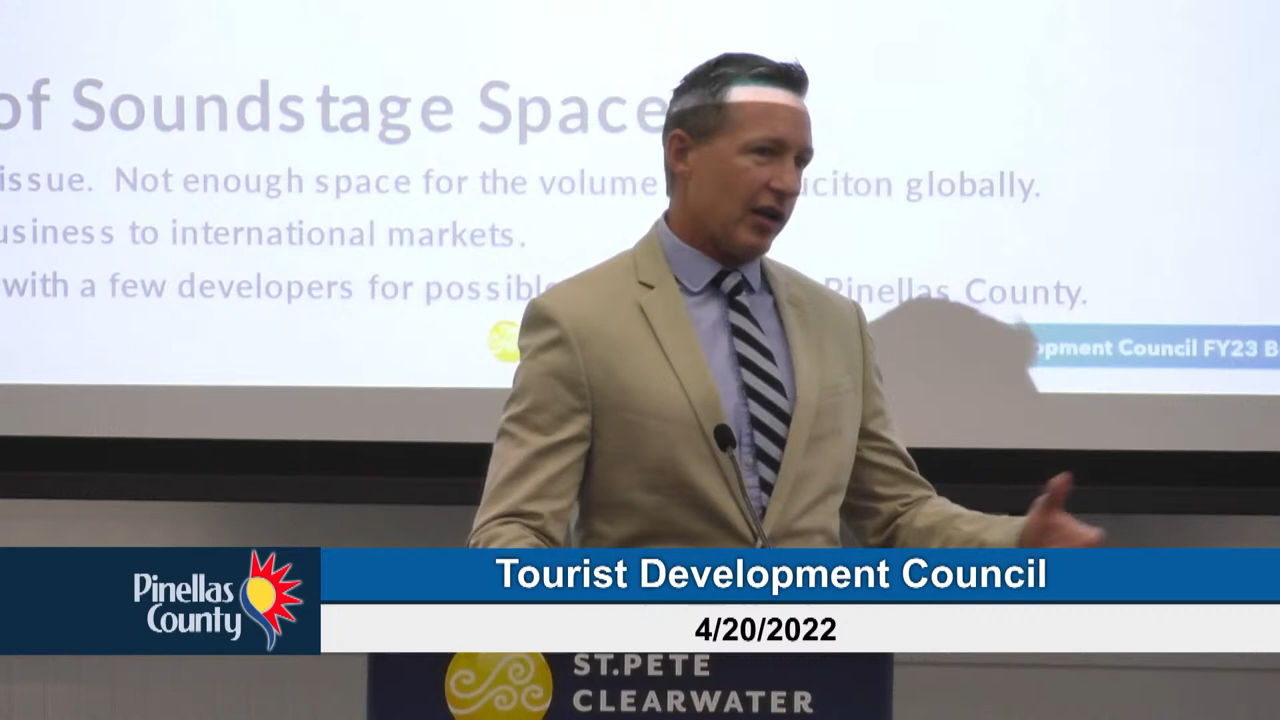 of Soundstage Space
issue. Not enough space for the volume uciton globally.
usiness to international markets.
with a few developers for possible Pinellas County.
opment Council FY23 B
Tourist Development Council
Pinellas
County
4/20/2022
ST.PETE
CLEARWATER